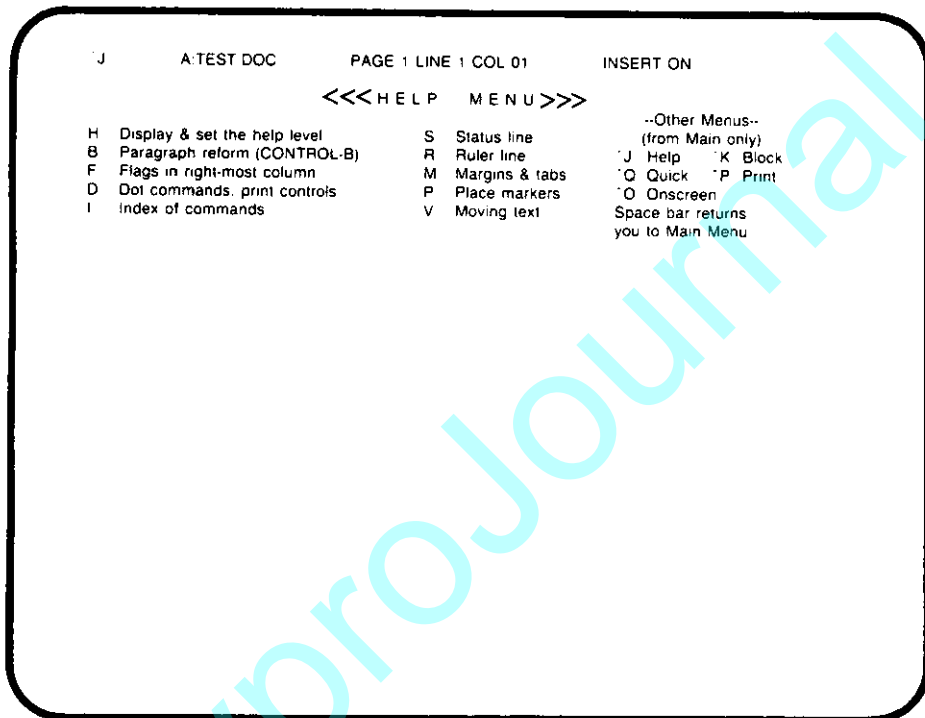 ^J A:TEST DOC PAGE 1 LINE 1 COL 01 INSERT ON
<<<HELP MENU>>>
H Display & set the help level
B Paragraph reform (CONTROL-B)
F Flags in right-most column
D Dot commands, print controls
I Index of commands
S Status line
R Ruler line
M Margins & tabs
P Place markers
V Moving text
--Other Menus--
(from Main only)
^J Help ^K Block
^Q Quick ^P Print
^O Onscreen
Space bar returns
you to Main Menu
proJournal